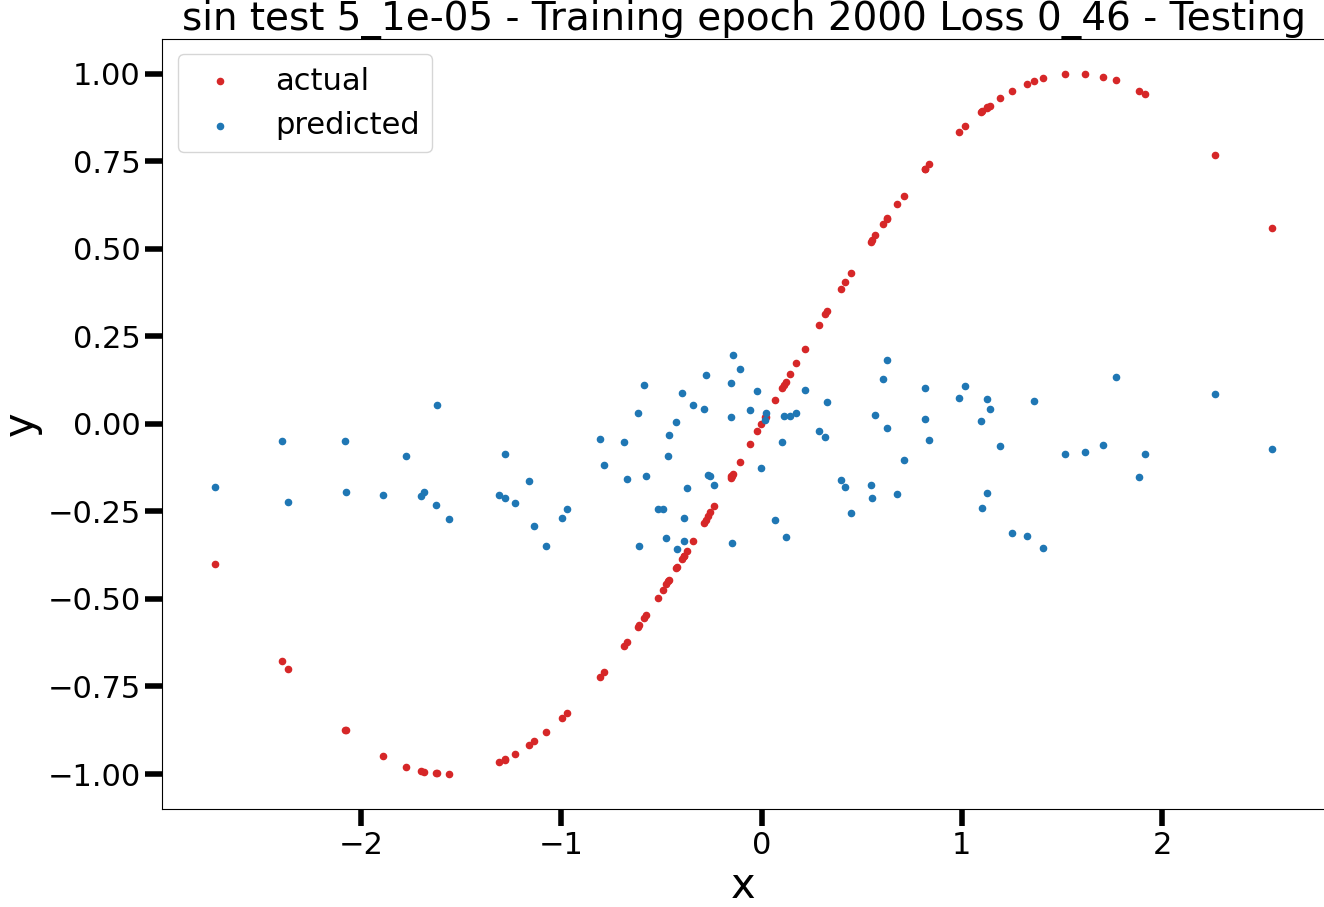 sin test 5_1e-05 - Training epoch 2000 Loss 0_46 - Testing
actual
predicted
1.00
0.75
0.50
0.25
0.00
−0.25
−0.50
−0.75
−1.00
y
−2 −1 0 1 2
x